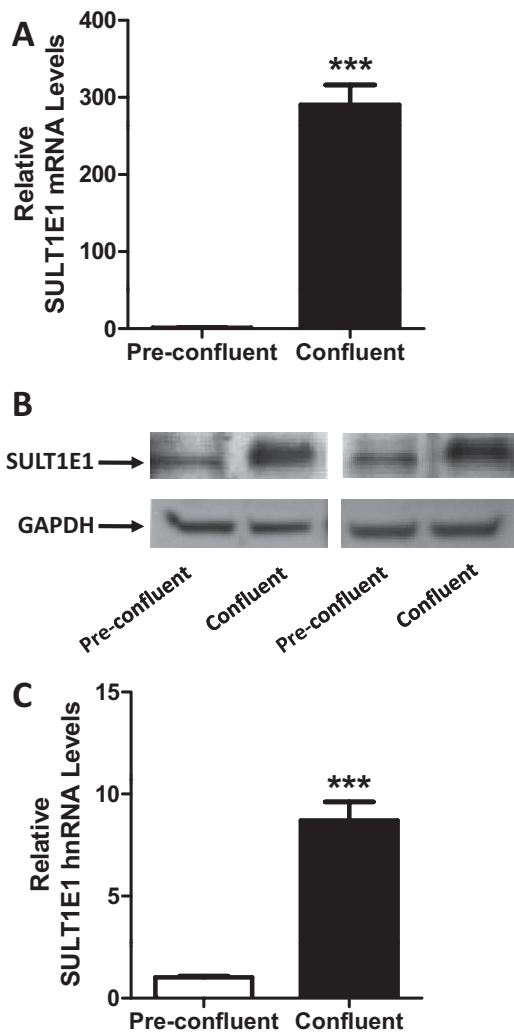 A
Relative
SULT1E1 mRNA Levels
400
300
200
100
0
***
Pre-confluent
Confluent
B
SULT1E1
GAPDH
Pre-confluent
Confluent
Pre-confluent
Confluent
C
Relative
SULT1E1 hnRNA Levels
15
10
5
0
***
Pre-confluent
Confluent